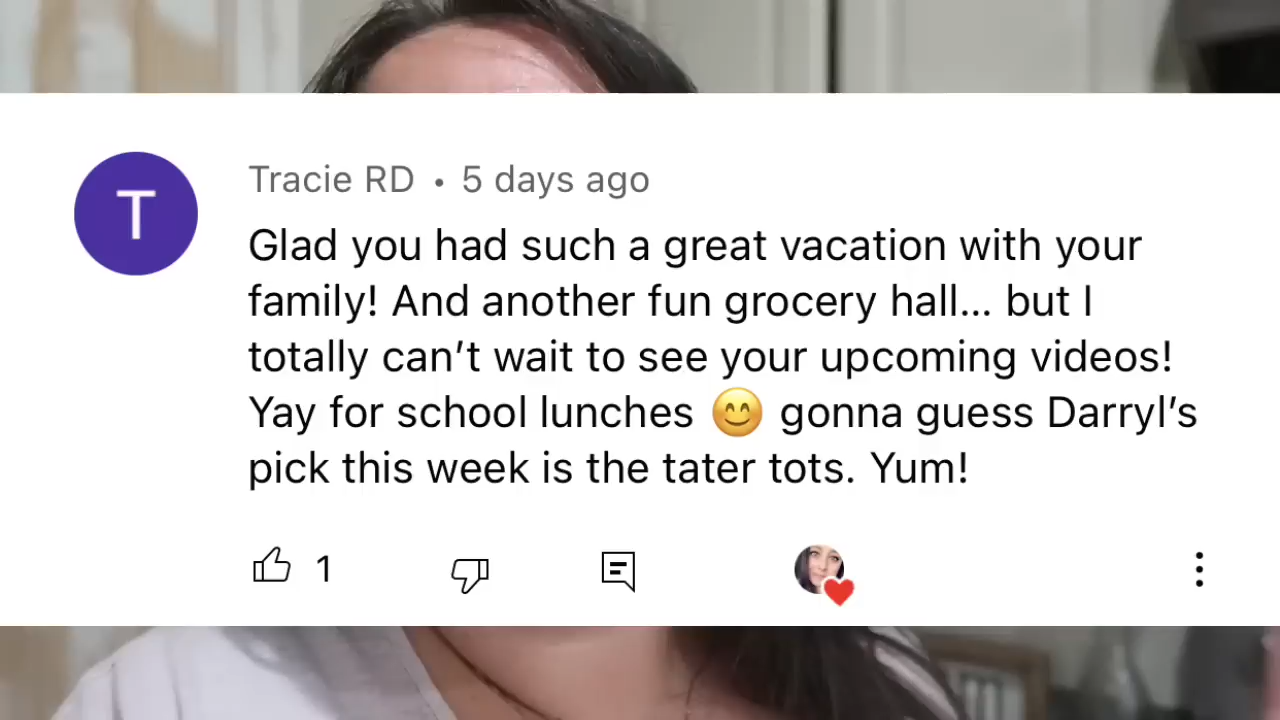 T
Tracie RD • 5 days ago
Glad you had such a great vacation with your
family! And another fun grocery hall... but I
totally can’t wait to see your upcoming videos!
Yay for school lunches 😊 gonna guess Darryl’s
pick this week is the tater tots. Yum!
1